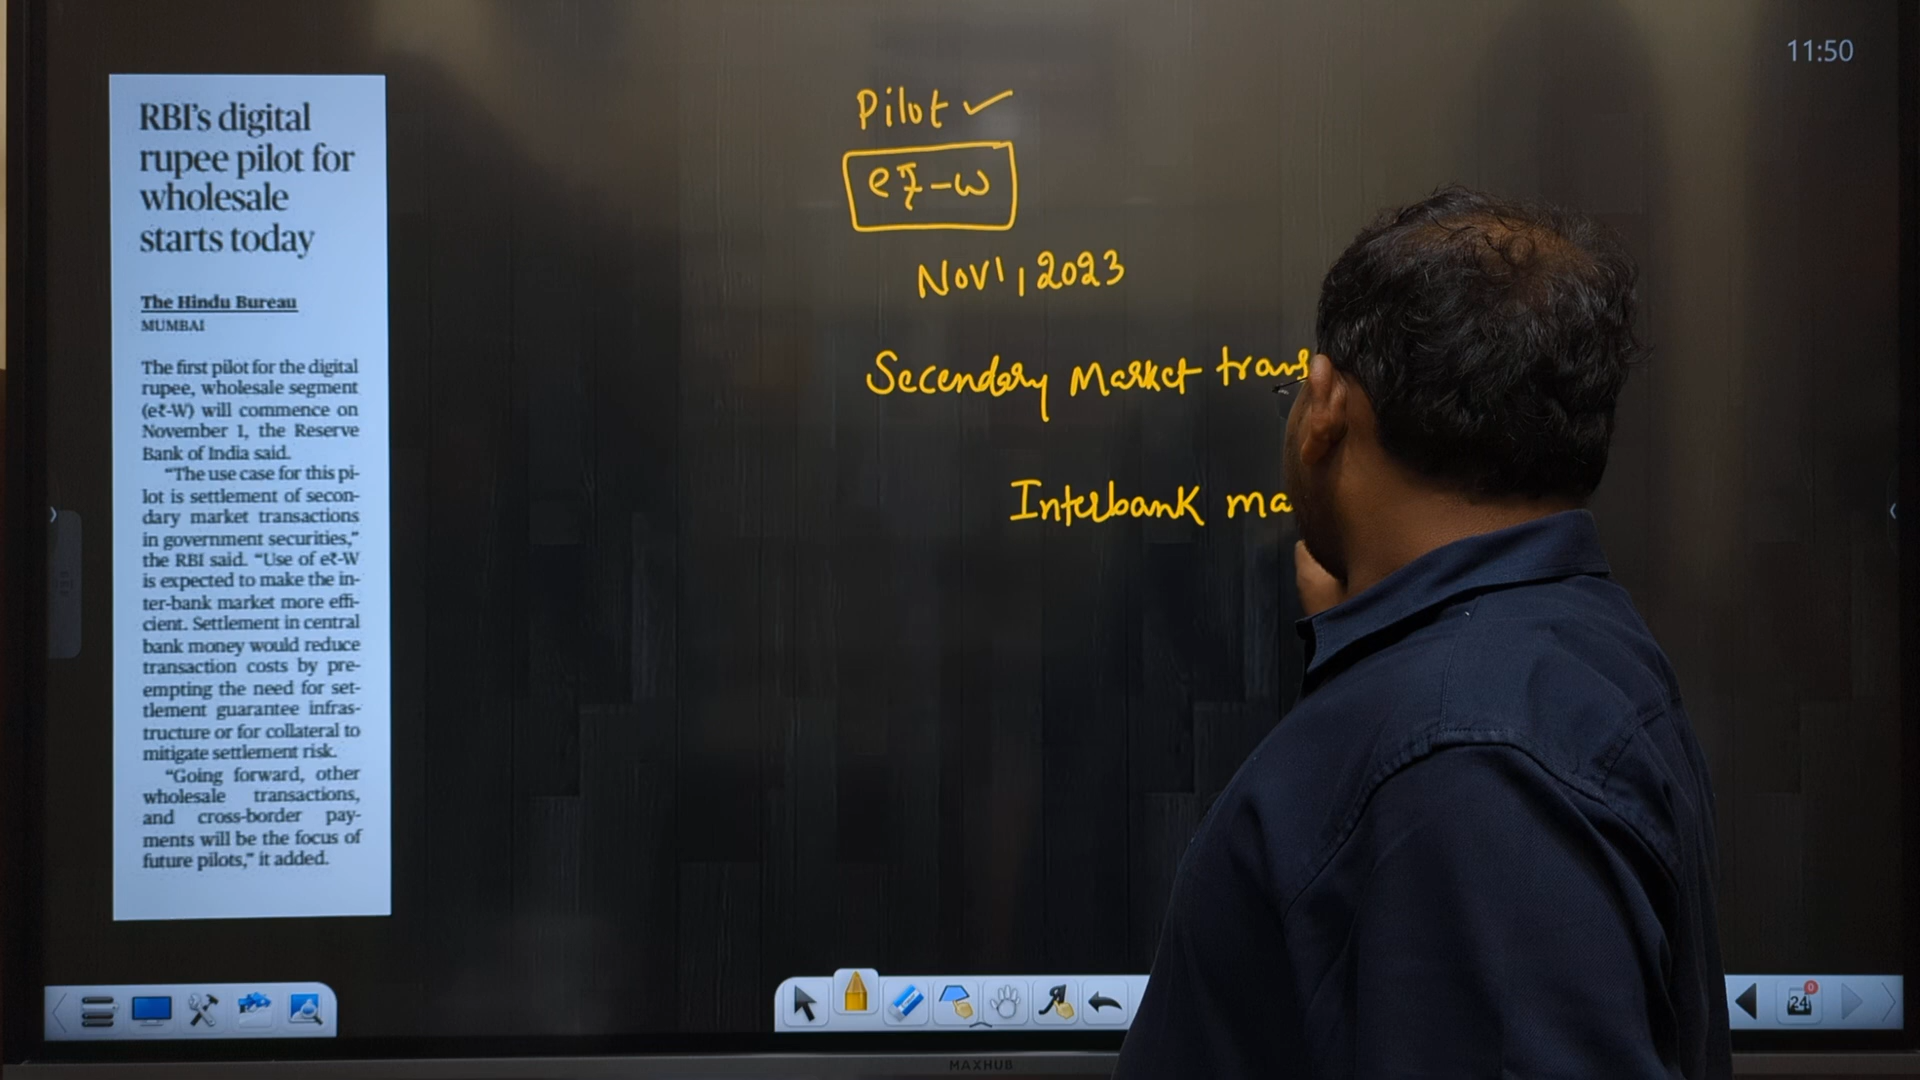 RBI's digital
rupee pilot for
wholesale
starts today
The Hindu Bureau
MUMBAI
The first pilot for the digital
rupee, wholesale segment
(e₹-W) will commence on
November 1, the Reserve
Bank of India said.
"The use case for this pi-
lot is settlement of secon-
dary market transactions
in government securities,"
the RBI said. "Use of e₹-W
is expected to make the in-
ter-bank market more effi-
cient. Settlement in central
bank money would reduce
transaction costs by pre-
empting the need for set-
tlement guarantee infras-
tructure or for collateral to
mitigate settlement risk.
"Going forward, other
wholesale transactions,
and cross-border pay-
ments will be the focus of
future pilots," it added.
Pilot ✓
e₹-W
Nov 1, 2023
Secendary Market trans
Interbank ma
11:50
24
0
MAXHUB